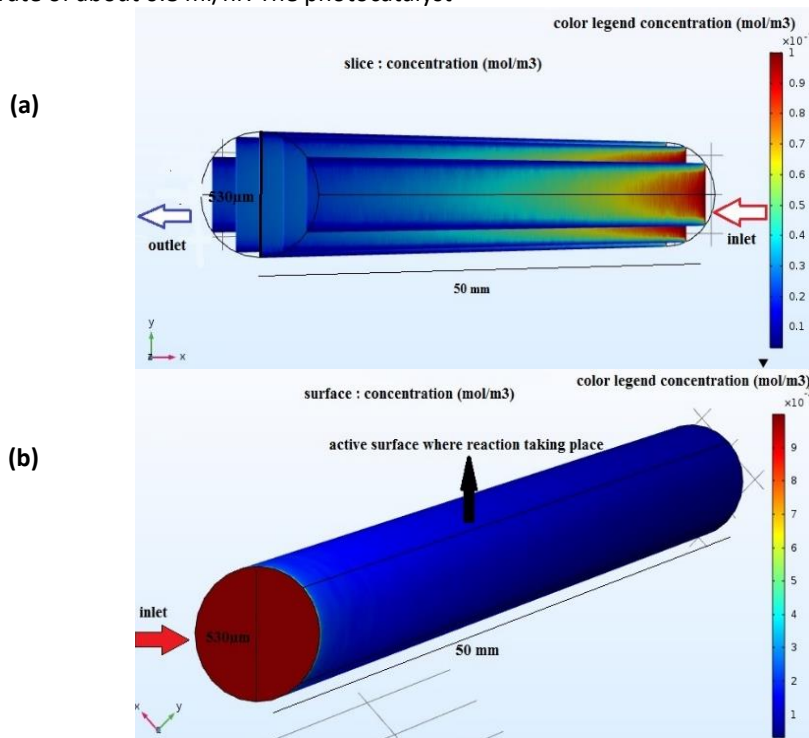 color legend concentration (mol/m3)
×10
(a)
slice : concentration (mol/m3)
1
0.9
0.8
0.7
0.6
530µm
0.5
outlet
inlet
0.4
50 mm
0.3
0.2
y
z x
0.1
surface : concentration (mol/m3)
color legend concentration (mol/m3)
×10
(b)
active surface where reaction taking place
9
8
7
6
inlet
5
530µm
4
50 mm
3
2
x y
z
1